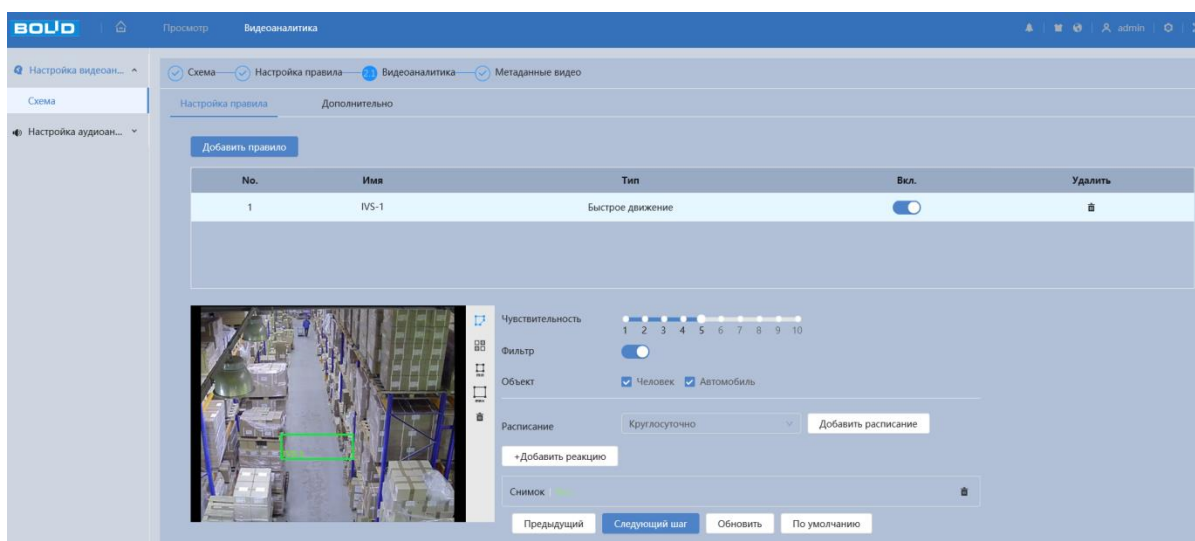 BOLID Просмотр Видеоаналитика admin
Настройка видеоан...
Схема
Настройка аудиоан...
Схема Настройка правила 2.1 Видеоаналитика Метаданные видео
Настройка правила Дополнительно
Добавить правило
No. Имя Тип Вкл. Удалить
1 IVS-1 Быстрое движение
Чувствительность
1 2 3 4 5 6 7 8 9 10
Фильтр
Объект Человек Автомобиль
Расписание Круглосуточно Добавить расписание
+Добавить реакцию
Снимок
Предыдущий Следующий шаг Обновить По умолчанию